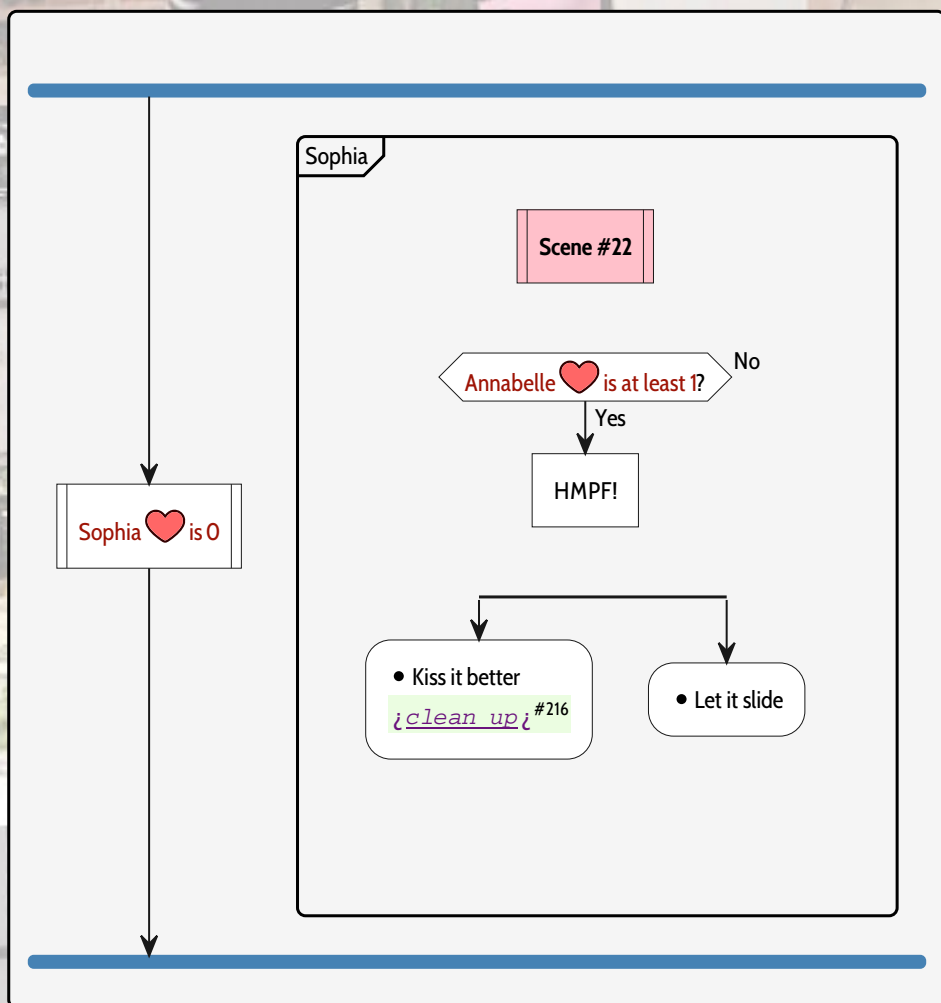 Sophia
Scene #22
Annabelle ❤ is at least 1?
No
Yes
HMPF!
Sophia ❤ is 0
• Kiss it better
¿clean up¿#216
• Let it slide